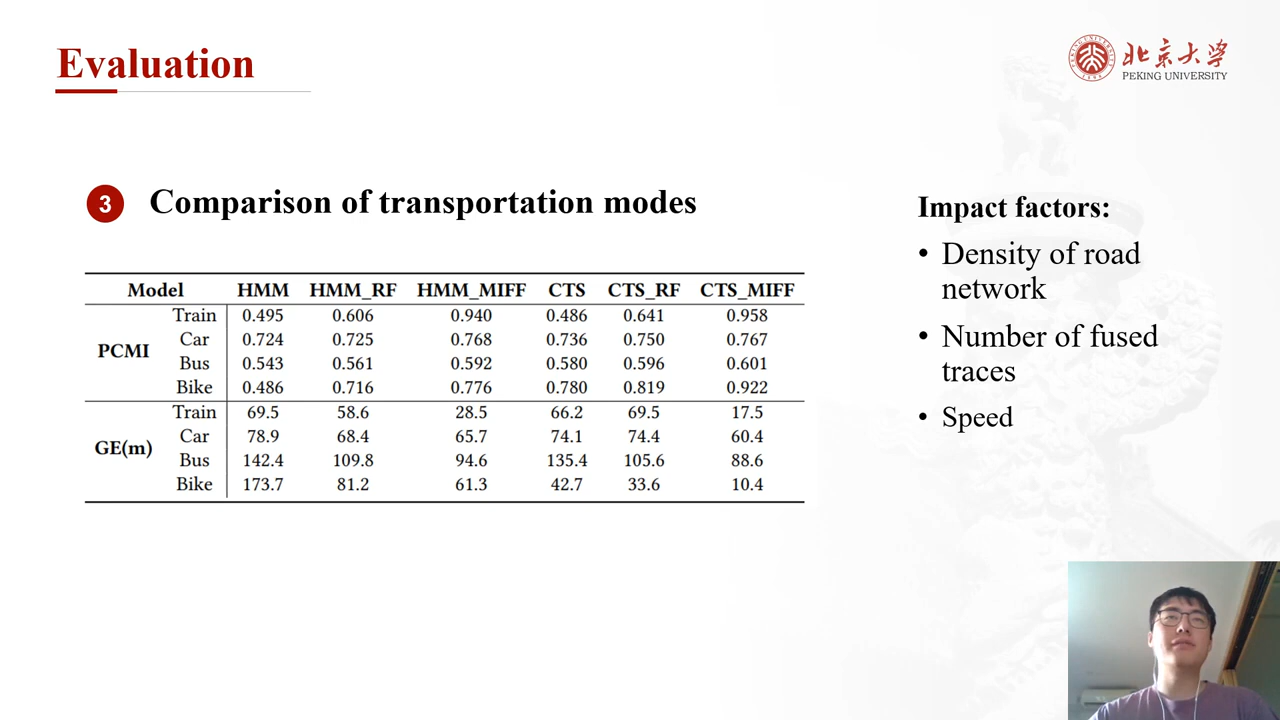 Evaluation
北京大学
PEKING UNIVERSITY
3 Comparison of transportation modes
Model HMM HMM_RF HMM_MIFF CTS CTS_RF CTS_MIFF
PCMI
Train 0.495 0.606 0.940 0.486 0.641 0.958
Car 0.724 0.725 0.768 0.736 0.750 0.767
Bus 0.543 0.561 0.592 0.580 0.596 0.601
Bike 0.486 0.716 0.776 0.780 0.819 0.922
GE(m)
Train 69.5 58.6 28.5 66.2 69.5 17.5
Car 78.9 68.4 65.7 74.1 74.4 60.4
Bus 142.4 109.8 94.6 135.4 105.6 88.6
Bike 173.7 81.2 61.3 42.7 33.6 10.4
Impact factors:
• Density of road
network
• Number of fused
traces
• Speed